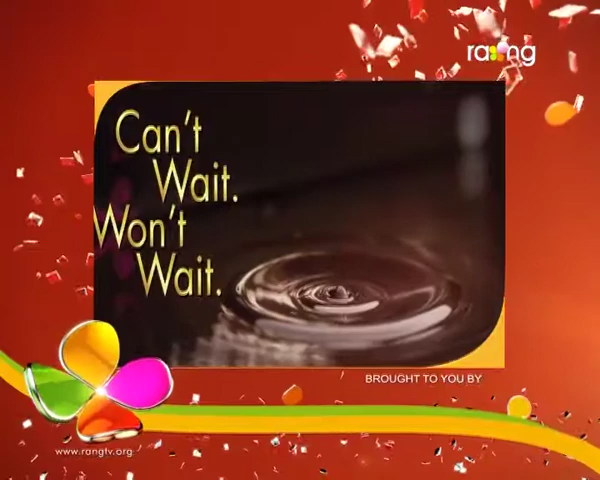 rang
Can't
Wait.
Won't
Wait.
BROUGHT TO YOU BY
www.rangtv.org